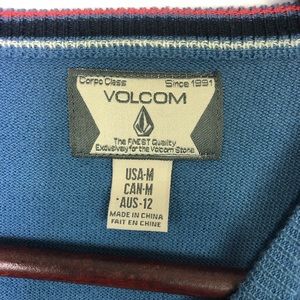 Corpo Class Since 1991
VOLCOM
The FINEST Quality
Exclusively for the Volcom Stone
USA-M
CAN-M
*AUS-12
MADE IN CHINA
FAIT EN CHINE